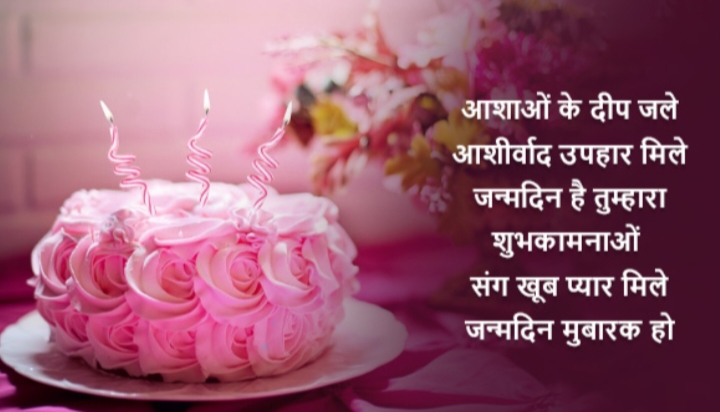 आशाओं के दीप जले
आशीर्वाद उपहार मिले
जन्मदिन है तुम्हारा
शुभकामनाओं
संग खूब प्यार मिले
जन्मदिन मुबारक हो